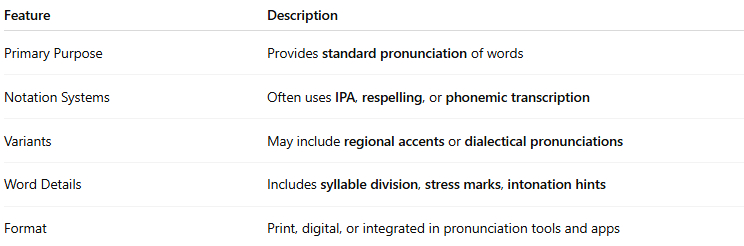 Feature Description
Primary Purpose Provides standard pronunciation of words
Notation Systems Often uses IPA, respelling, or phonemic transcription
Variants May include regional accents or dialectical pronunciations
Word Details Includes syllable division, stress marks, intonation hints
Format Print, digital, or integrated in pronunciation tools and apps